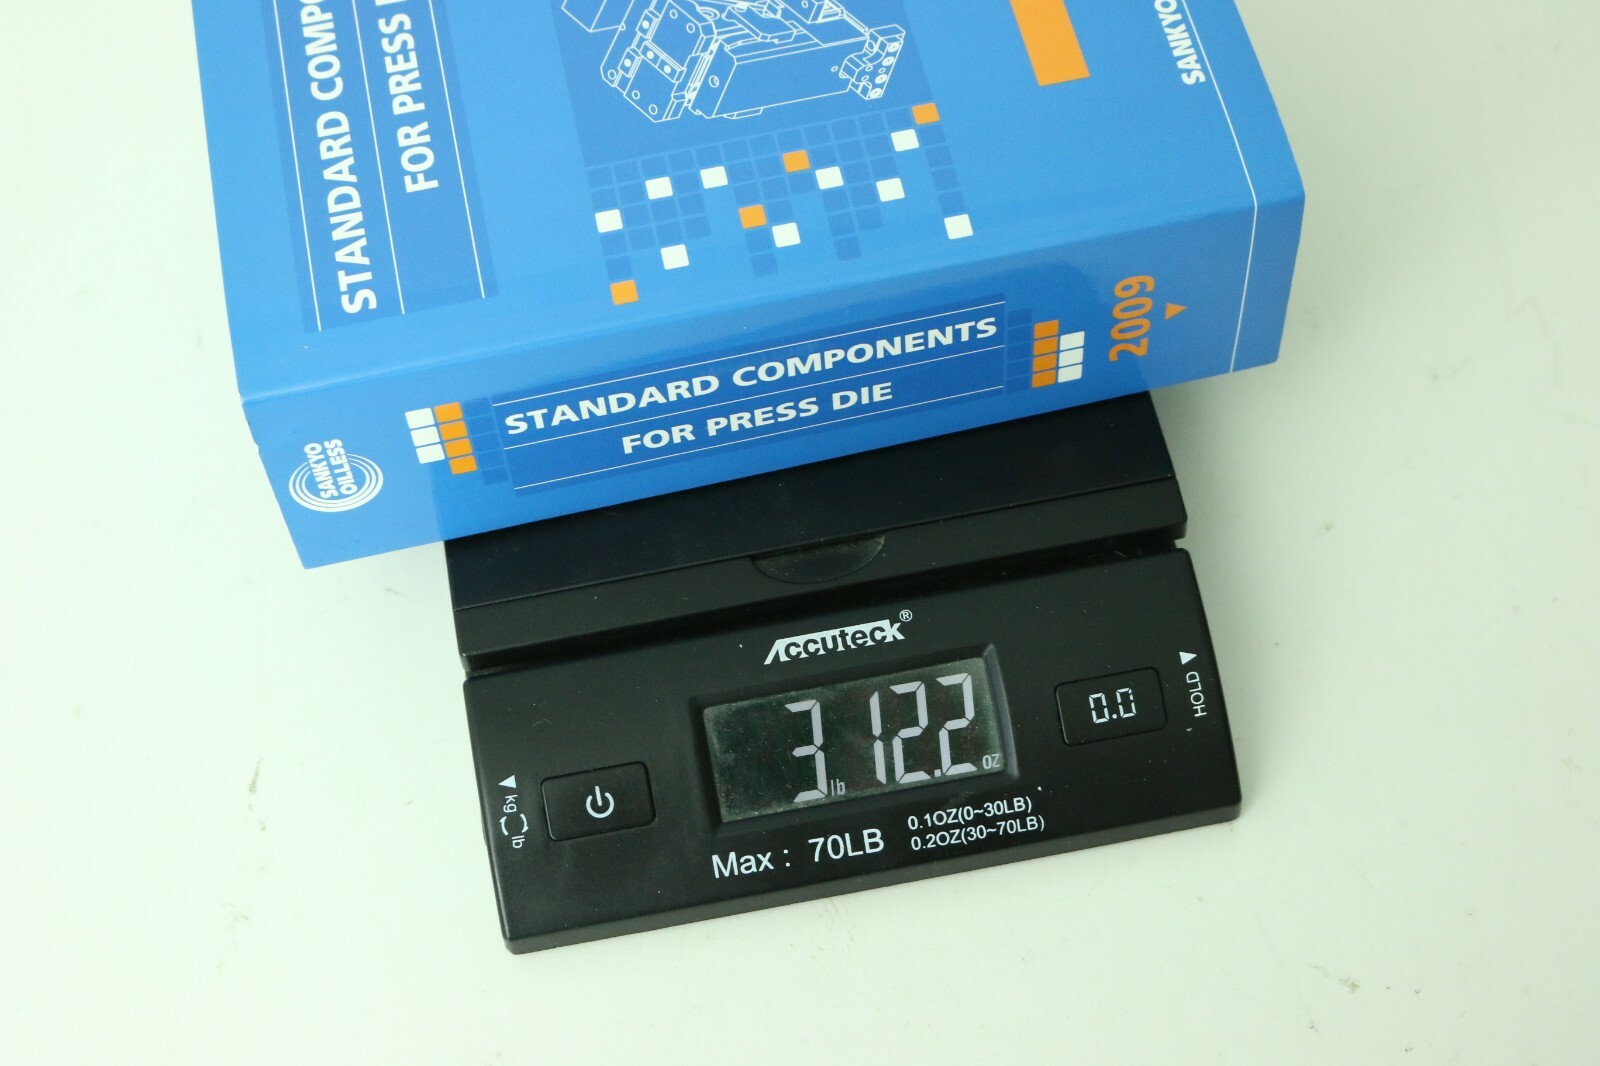 STANDARD COMPO
FOR PRESS
SANKYO
SANKYO
OILLESS
STANDARD COMPONENTS
FOR PRESS DIE
2009
Accuteck®
3 lb 12.2 oz
0.0
HOLD
kg
lb
Max : 70LB
0.1OZ(0~30LB)
0.2OZ(30~70LB)